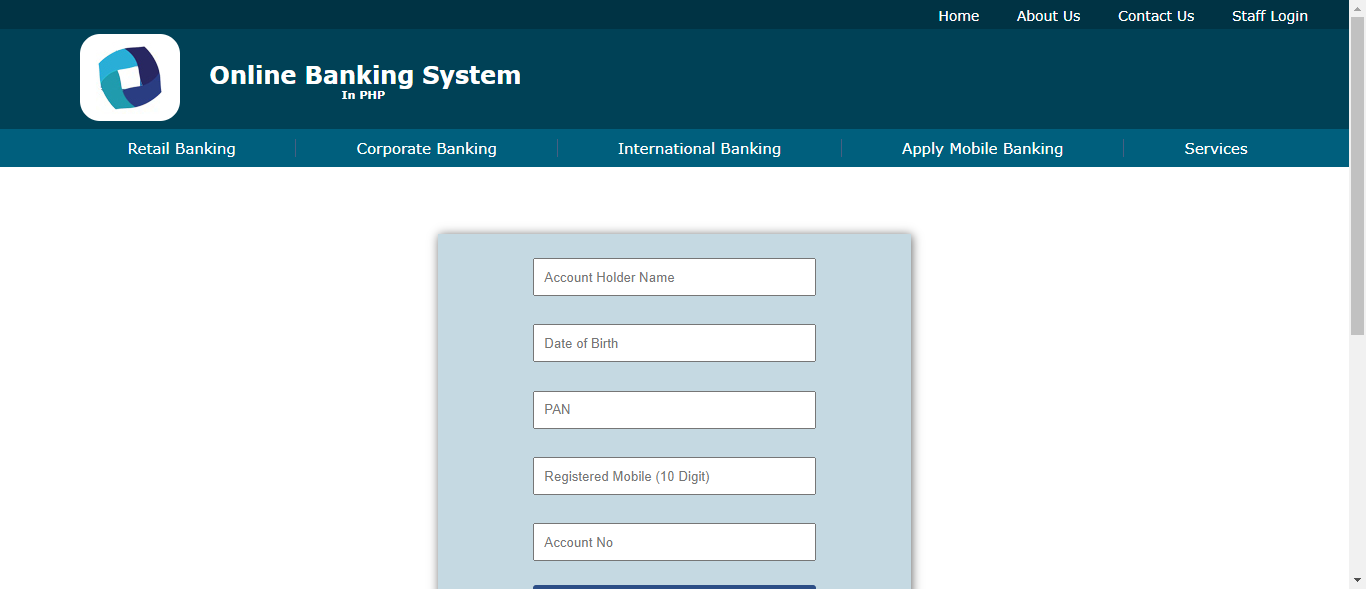 Home About Us Contact Us Staff Login
Online Banking System
In PHP
Retail Banking Corporate Banking International Banking Apply Mobile Banking Services
Account Holder Name
Date of Birth
PAN
Registered Mobile (10 Digit)
Account No